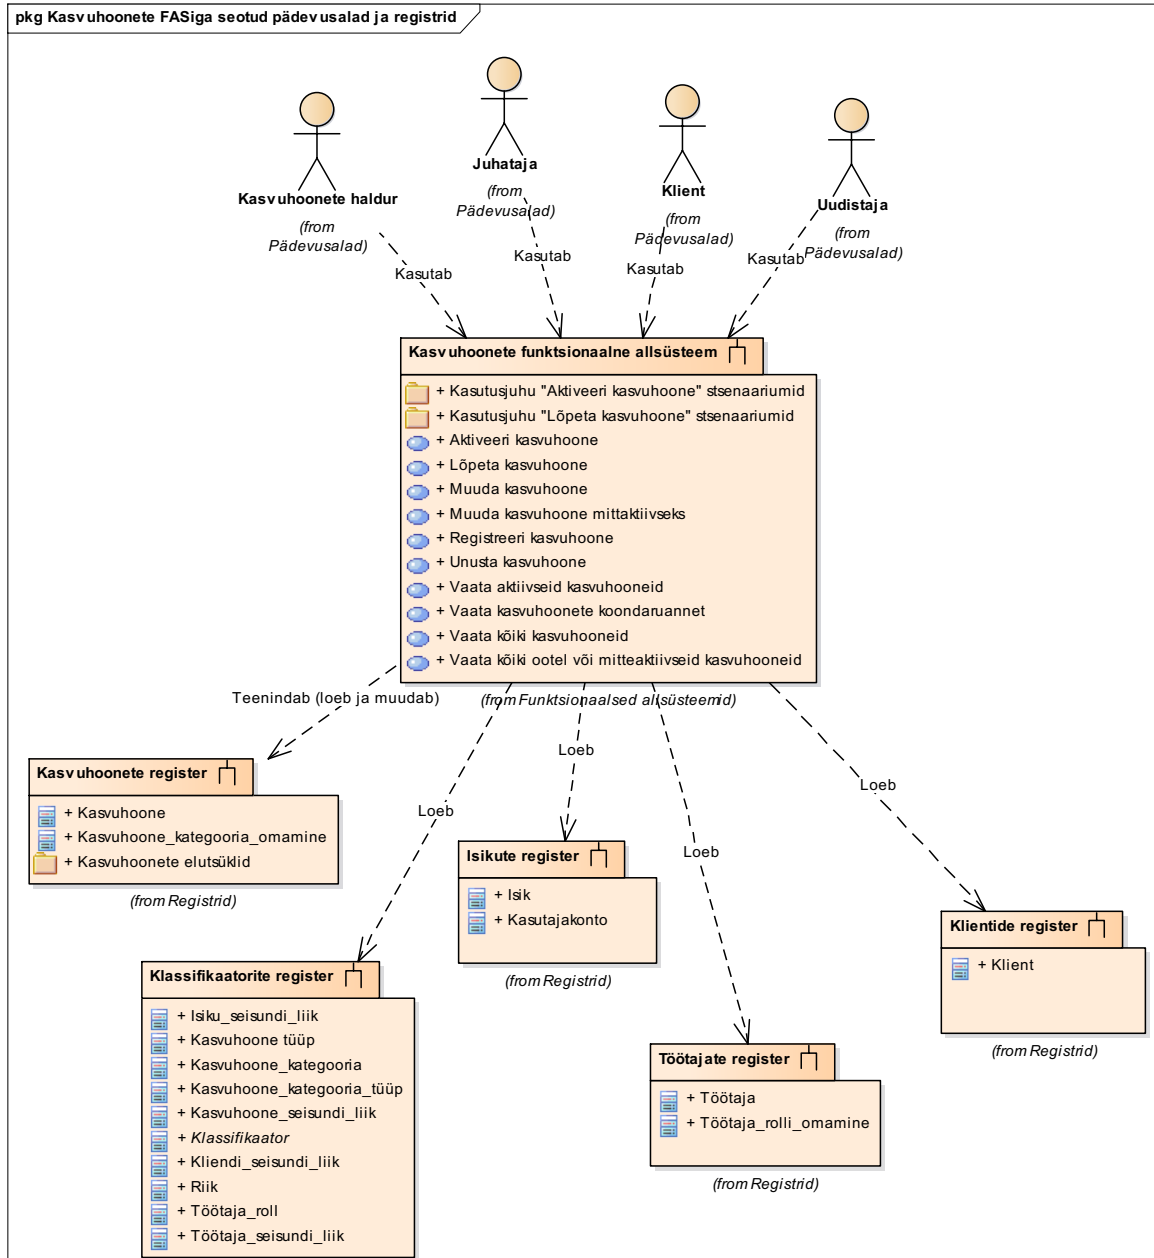 pkg Kasvuhoonete FASiga seotud pädevusalad ja registrid
Kasvuhoonete haldur
(from
Pädevusalad)
Juhataja
(from
Pädevusalad)
Klient
(from
Pädevusalad)
Uudistaja
(from
Pädevusalad)
Kasutab
Kasutab
Kasutab
Kasutab
Kasvuhoonete funktsionaalne allsüsteem
+ Kasutusjuhu "Aktiveeri kasvuhoone" stsenaariumid
+ Kasutusjuhu "Lõpeta kasvuhoone" stsenaariumid
+ Aktiveeri kasvuhoone
+ Lõpeta kasvuhoone
+ Muuda kasvuhoone
+ Muuda kasvuhoone mittaktiivseks
+ Registreeri kasvuhoone
+ Unusta kasvuhoone
+ Vaata aktiivseid kasvuhooneid
+ Vaata kasvuhoonete koondaruannet
+ Vaata kõiki kasvuhooneid
+ Vaata kõiki ootel või mitteaktiivseid kasvuhooneid
(from Funktsionaalsed allsüsteemid)
Teenindab (loeb ja muudab)
Loeb
Loeb
Loeb
Loeb
Kasvuhoonete register
+ Kasvuhoone
+ Kasvuhoone_kategooria_omamine
+ Kasvuhoonete elutsüklid
(from Registrid)
Isikute register
+ Isik
+ Kasutajakonto
(from Registrid)
Klientide register
+ Klient
(from Registrid)
Klassifikaatorite register
+ Isiku_seisundi_liik
+ Kasvuhoone tüüp
+ Kasvuhoone_kategooria
+ Kasvuhoone_kategooria_tüüp
+ Kasvuhoone_seisundi_liik
+ Klassifikaator
+ Kliendi_seisundi_liik
+ Riik
+ Töötaja_roll
+ Töötaja_seisundi_liik
Töötajate register
+ Töötaja
+ Töötaja_rolli_omamine
(from Registrid)